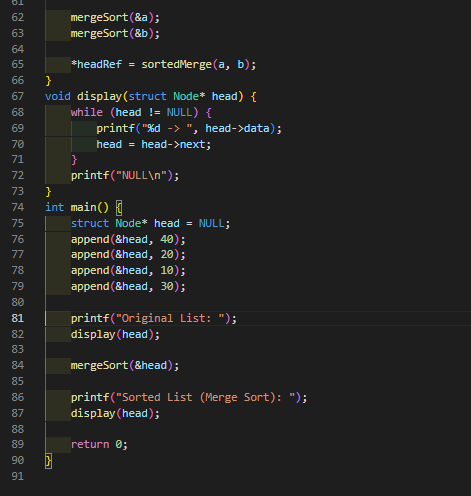 61
62 mergeSort(&a);
63 mergeSort(&b);
64
65 *headRef = sortedMerge(a, b);
66 }
67 void display(struct Node* head) {
68 while (head != NULL) {
69 printf("%d -> ", head->data);
70 head = head->next;
71 }
72 printf("NULL\n");
73 }
74 int main() {
75 struct Node* head = NULL;
76 append(&head, 40);
77 append(&head, 20);
78 append(&head, 10);
79 append(&head, 30);
80
81 printf("Original List: ");
82 display(head);
83
84 mergeSort(&head);
85
86 printf("Sorted List (Merge Sort): ");
87 display(head);
88
89 return 0;
90 }
91